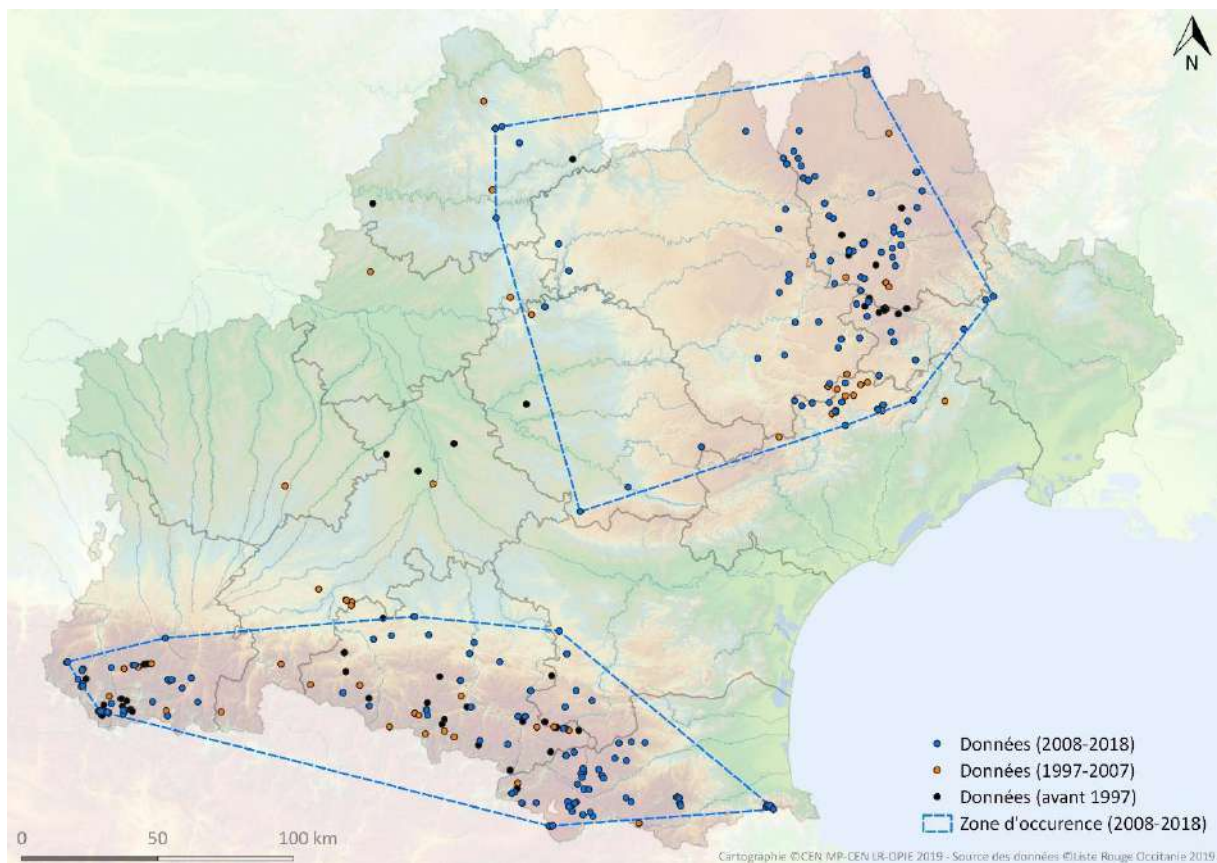 N
Données (2008-2018)
Données (1997-2007)
Données (avant 1997)
Zone d'occurence (2008-2018)
0 50 100 km
Cartographie ©CEN MP-CEN LR-OPIE 2019 - Source des données ©Liste Rouge Occitanie 2019